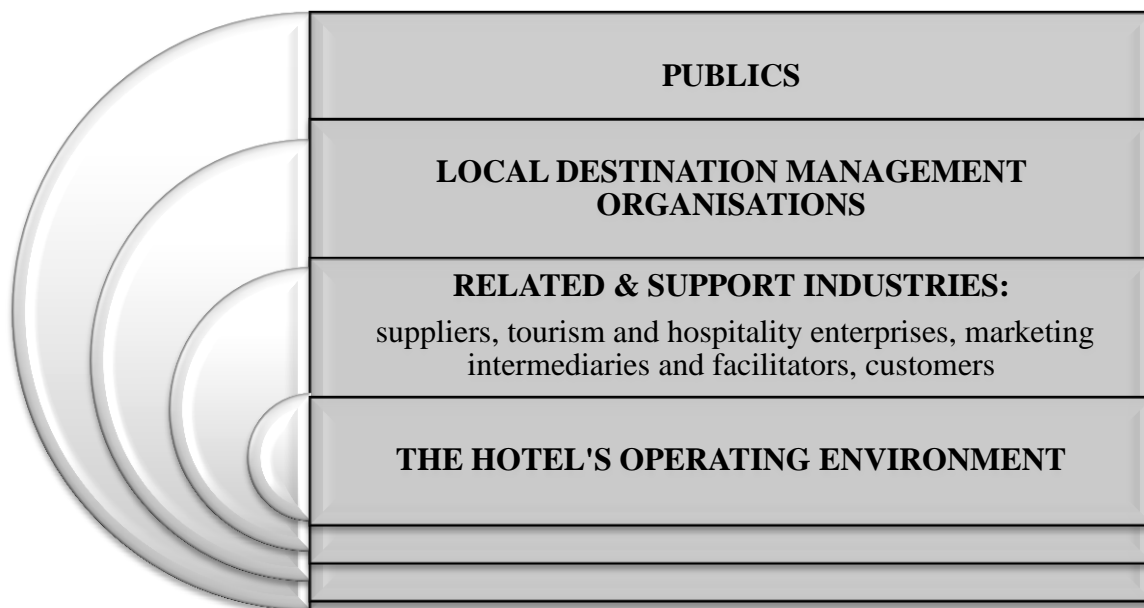 PUBLICS
LOCAL DESTINATION MANAGEMENT
ORGANISATIONS
RELATED & SUPPORT INDUSTRIES:
suppliers, tourism and hospitality enterprises, marketing
intermediaries and facilitators, customers
THE HOTEL'S OPERATING ENVIRONMENT